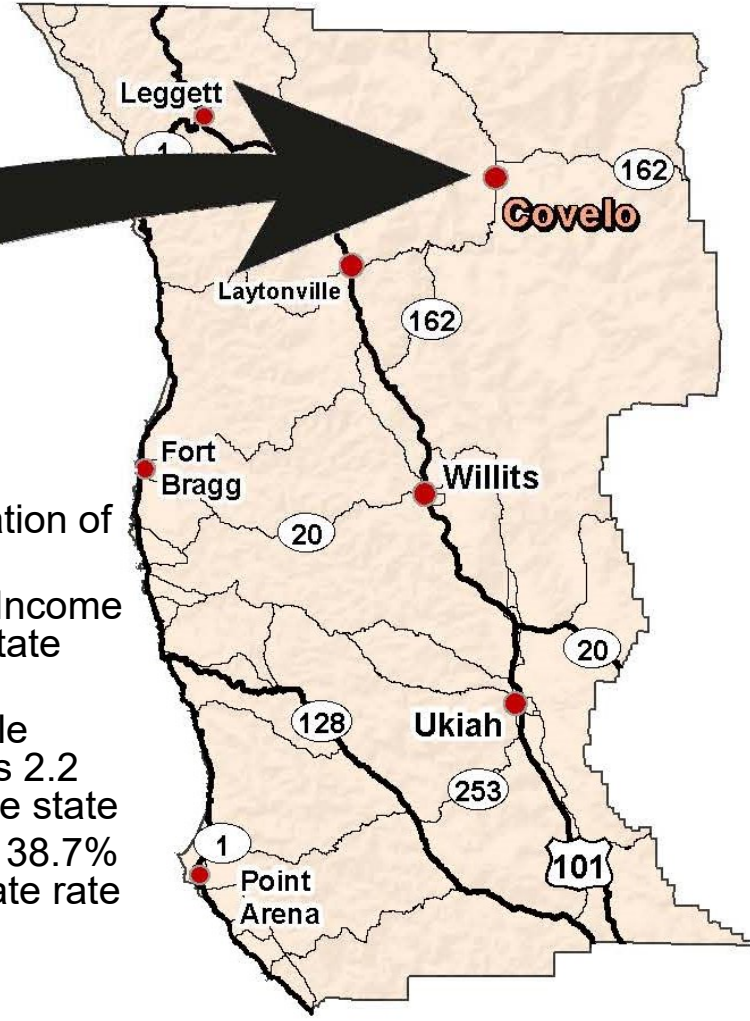 Leggett
1
162
Covelo
Laytonville
162
Fort
Bragg
Willits
20
ation of
Income
tate
20
128
Ukiah
le
s 2.2
e state
253
1
38.7%
ate rate
101
Point
Arena